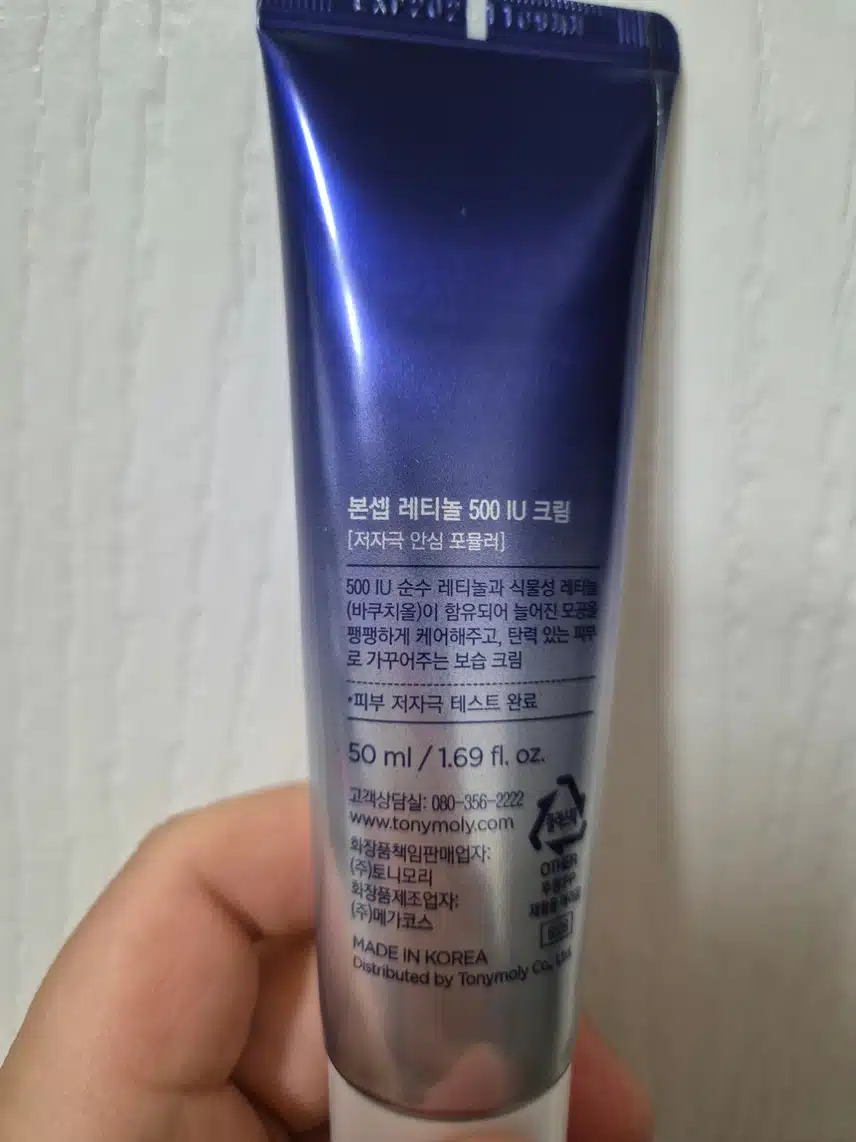 본셉 레티놀 500 IU 크림
[저자극 안심 포뮬러]
500 IU 순수 레티놀과 식물성 레티놀
(바쿠치올)이 함유되어 늘어진 모공을
팽팽하게 케어해주고, 탄력 있는 피부
로 가꾸어주는 보습 크림
•피부 저자극 테스트 완료
50 ml / 1.69 fl. oz.
고객상담실: 080-356-2222
www.tonymoly.com
화장품책임판매업자:
(주)토니모리
화장품제조업자:
(주)메가코스
플라스틱
OTHER
MADE IN KOREA
Distributed by Tonymoly Co., Ltd.